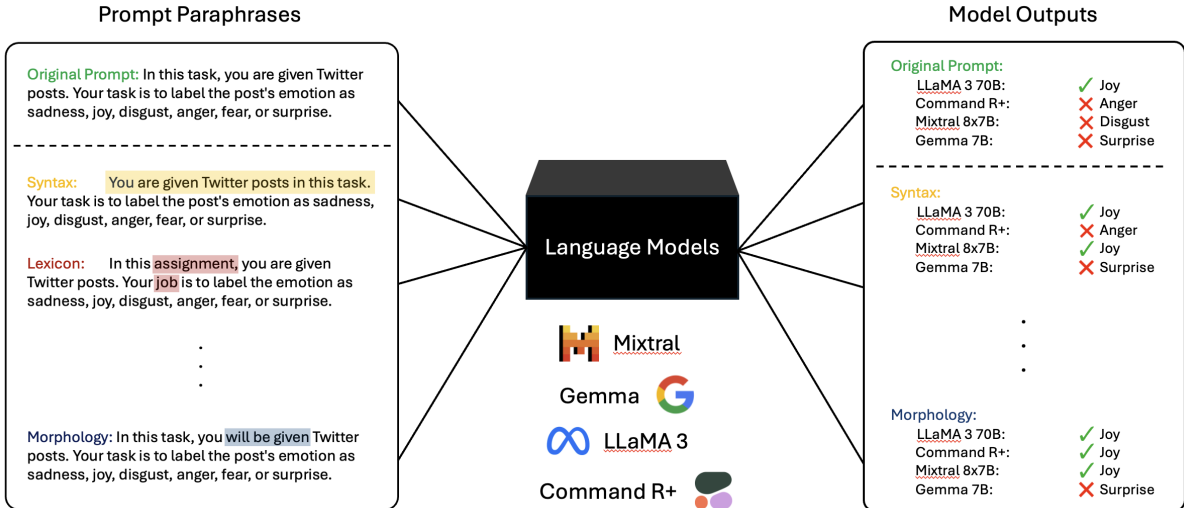 Prompt Paraphrases
Original Prompt: In this task, you are given Twitter
posts. Your task is to label the post's emotion as
sadness, joy, disgust, anger, fear, or surprise.
Syntax: You are given Twitter posts in this task.
Your task is to label the post's emotion as sadness,
joy, disgust, anger, fear, or surprise.
Lexicon: In this assignment, you are given
Twitter posts. Your job is to label the emotion as
sadness, joy, disgust, anger, fear, or surprise.
Morphology: In this task, you will be given Twitter
posts. Your task is to label the post's emotion as
sadness, joy, disgust, anger, fear, or surprise.
Language Models
Mixtral
Gemma
LLaMA 3
Command R+
Model Outputs
Original Prompt:
LLaMA 3 70B: Joy
Command R+: Anger
Mixtral 8x7B: Disgust
Gemma 7B: Surprise
Syntax:
LLaMA 3 70B: Joy
Command R+: Anger
Mixtral 8x7B: Joy
Gemma 7B: Surprise
Morphology:
LLaMA 3 70B: Joy
Command R+: Joy
Mixtral 8x7B: Joy
Gemma 7B: Surprise